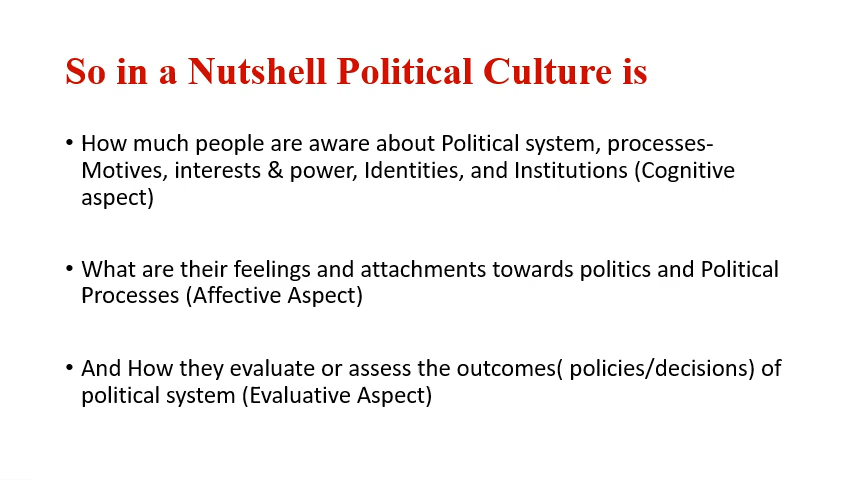 So in a Nutshell Political Culture is
• How much people are aware about Political system, processes-
Motives, interests & power, Identities, and Institutions (Cognitive
aspect)
• What are their feelings and attachments towards politics and Political
Processes (Affective Aspect)
• And How they evaluate or assess the outcomes( policies/decisions) of
political system (Evaluative Aspect)